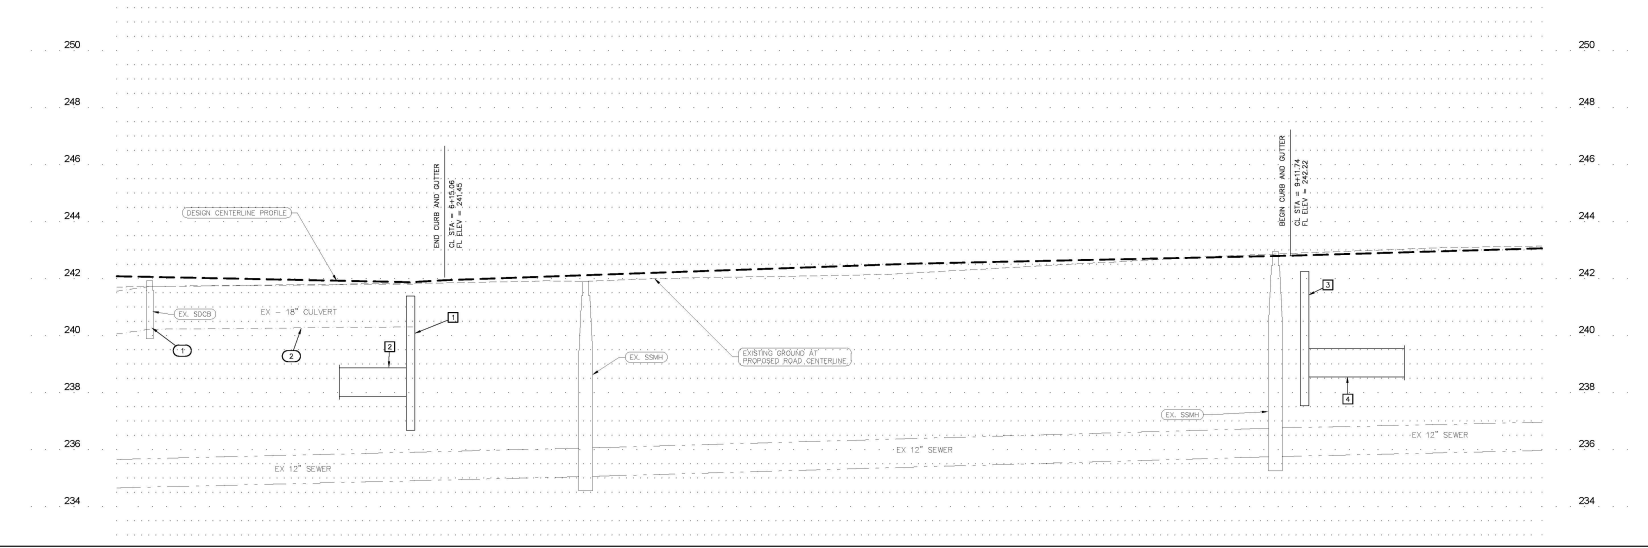 250
250
248
248
246
246
END CURB AND GUTTER
CL STA = 6+15.06
FL ELEV = 241.45
BEGIN CURB AND GUTTER
CL STA = 9+11.74
FL ELEV = 242.22
244
244
DESIGN CENTERLINE PROFILE
242
242
EX. SDCB
EX - 18" CULVERT
1
3
240
240
1
2
2
EX. SSMH
EXISTING GROUND AT
PROPOSED ROAD CENTERLINE
238
238
4
EX. SSMH
236
236
EX 12" SEWER
EX 12" SEWER
EX 12" SEWER
234
234